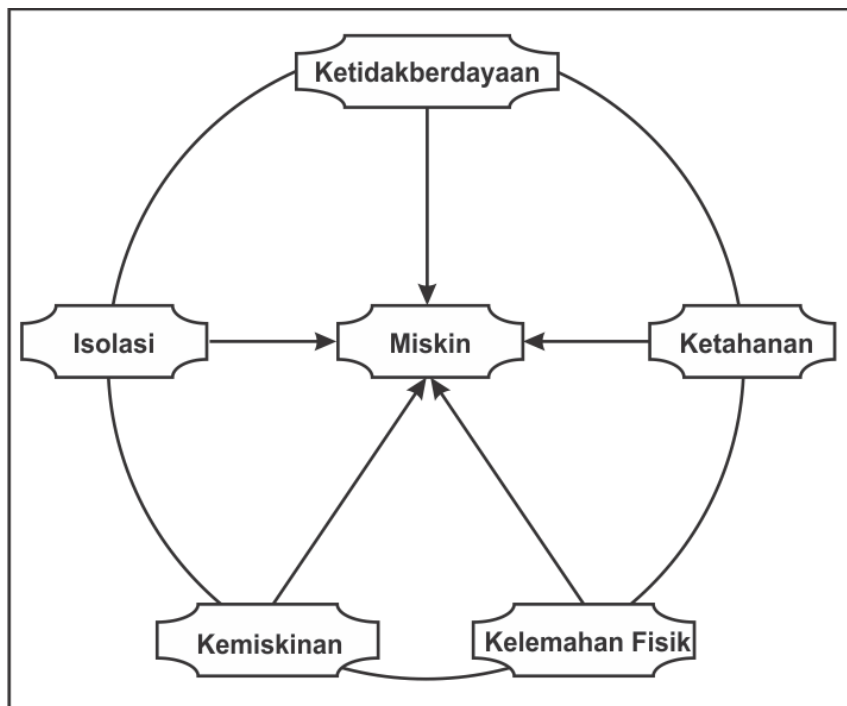 Ketidakberdayaan
Isolasi
Miskin
Ketahanan
Kemiskinan
Kelemahan Fisik